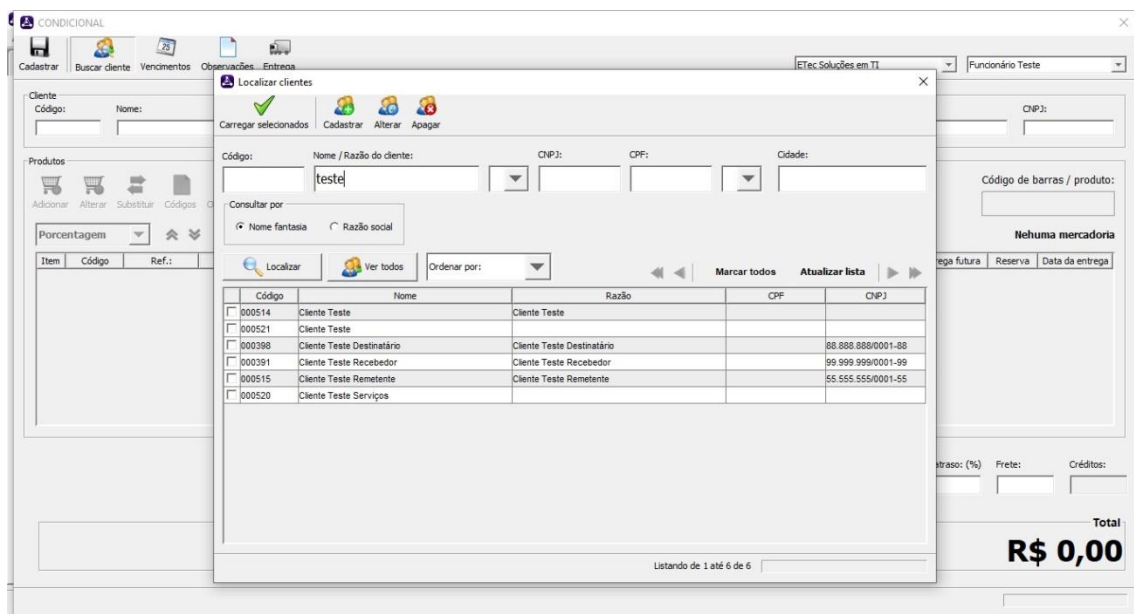 CONDICIONAL
Cadastrar Buscar cliente Vencimentos Observações Entrega
ETec Soluções em TI Funcionário Teste
Localizar clientes
Carregar selecionados Cadastrar Alterar Apagar
Cliente
Código: Nome: CNPJ:
Código: Nome / Razão do cliente: CNPJ: CPF: Cidade:
teste
Produtos
Adicionar Alterar Substituir Códigos
Código de barras / produto:
Consultar por
Nome fantasia Razão social
Porcentagem
Nehuma mercadoria
Localizar Ver todos Ordenar por: Marcar todos Atualizar lista
Item Código Ref.: futura Reserva Data da entrega
Código Nome Razão CPF CNPJ
000514 Cliente Teste Cliente Teste
000521 Cliente Teste
000398 Cliente Teste Destinatário Cliente Teste Destinatário 88.888.888/0001-88
000391 Cliente Teste Recebedor Cliente Teste Recebedor 99.999.999/0001-99
000515 Cliente Teste Remetente Cliente Teste Remetente 55.555.555/0001-55
000520 Cliente Teste Serviços
(%) Frete: Créditos:
Total
R$ 0,00
Listando de 1 até 6 de 6